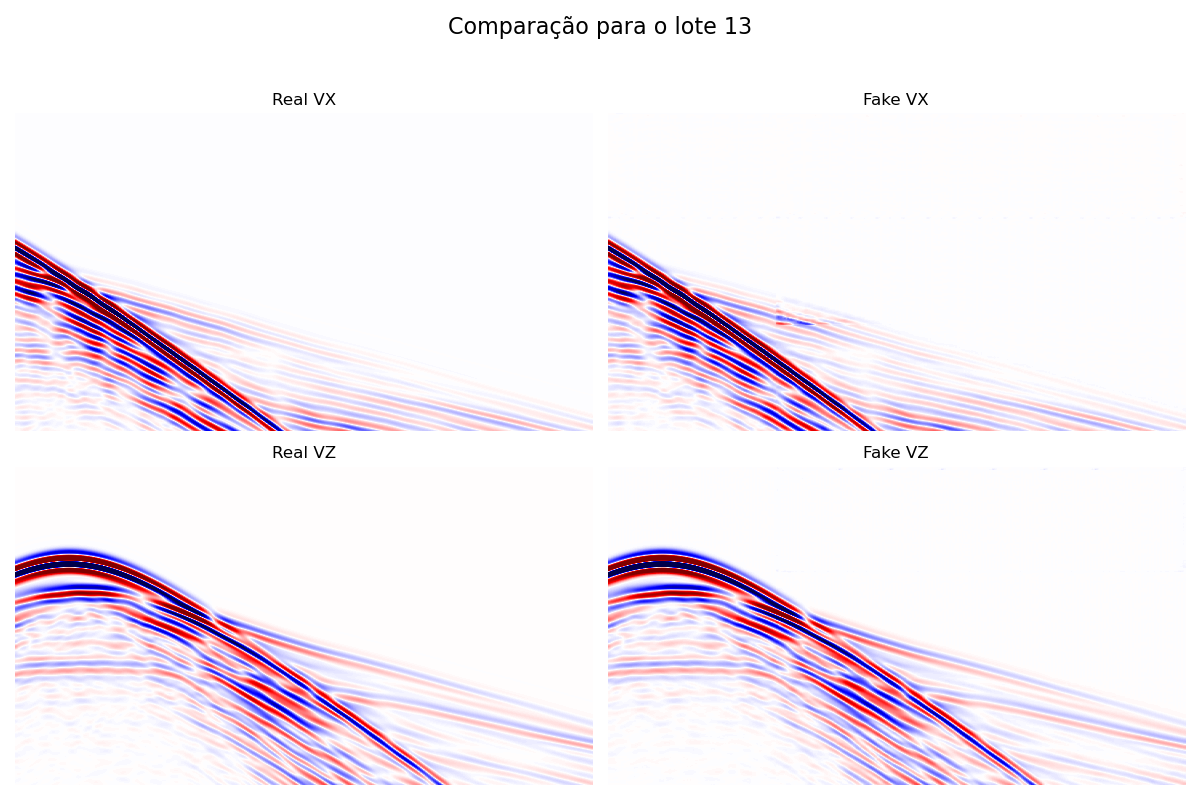 Comparação para o lote 13
Real VX
Fake VX
Real VZ
Fake VZ